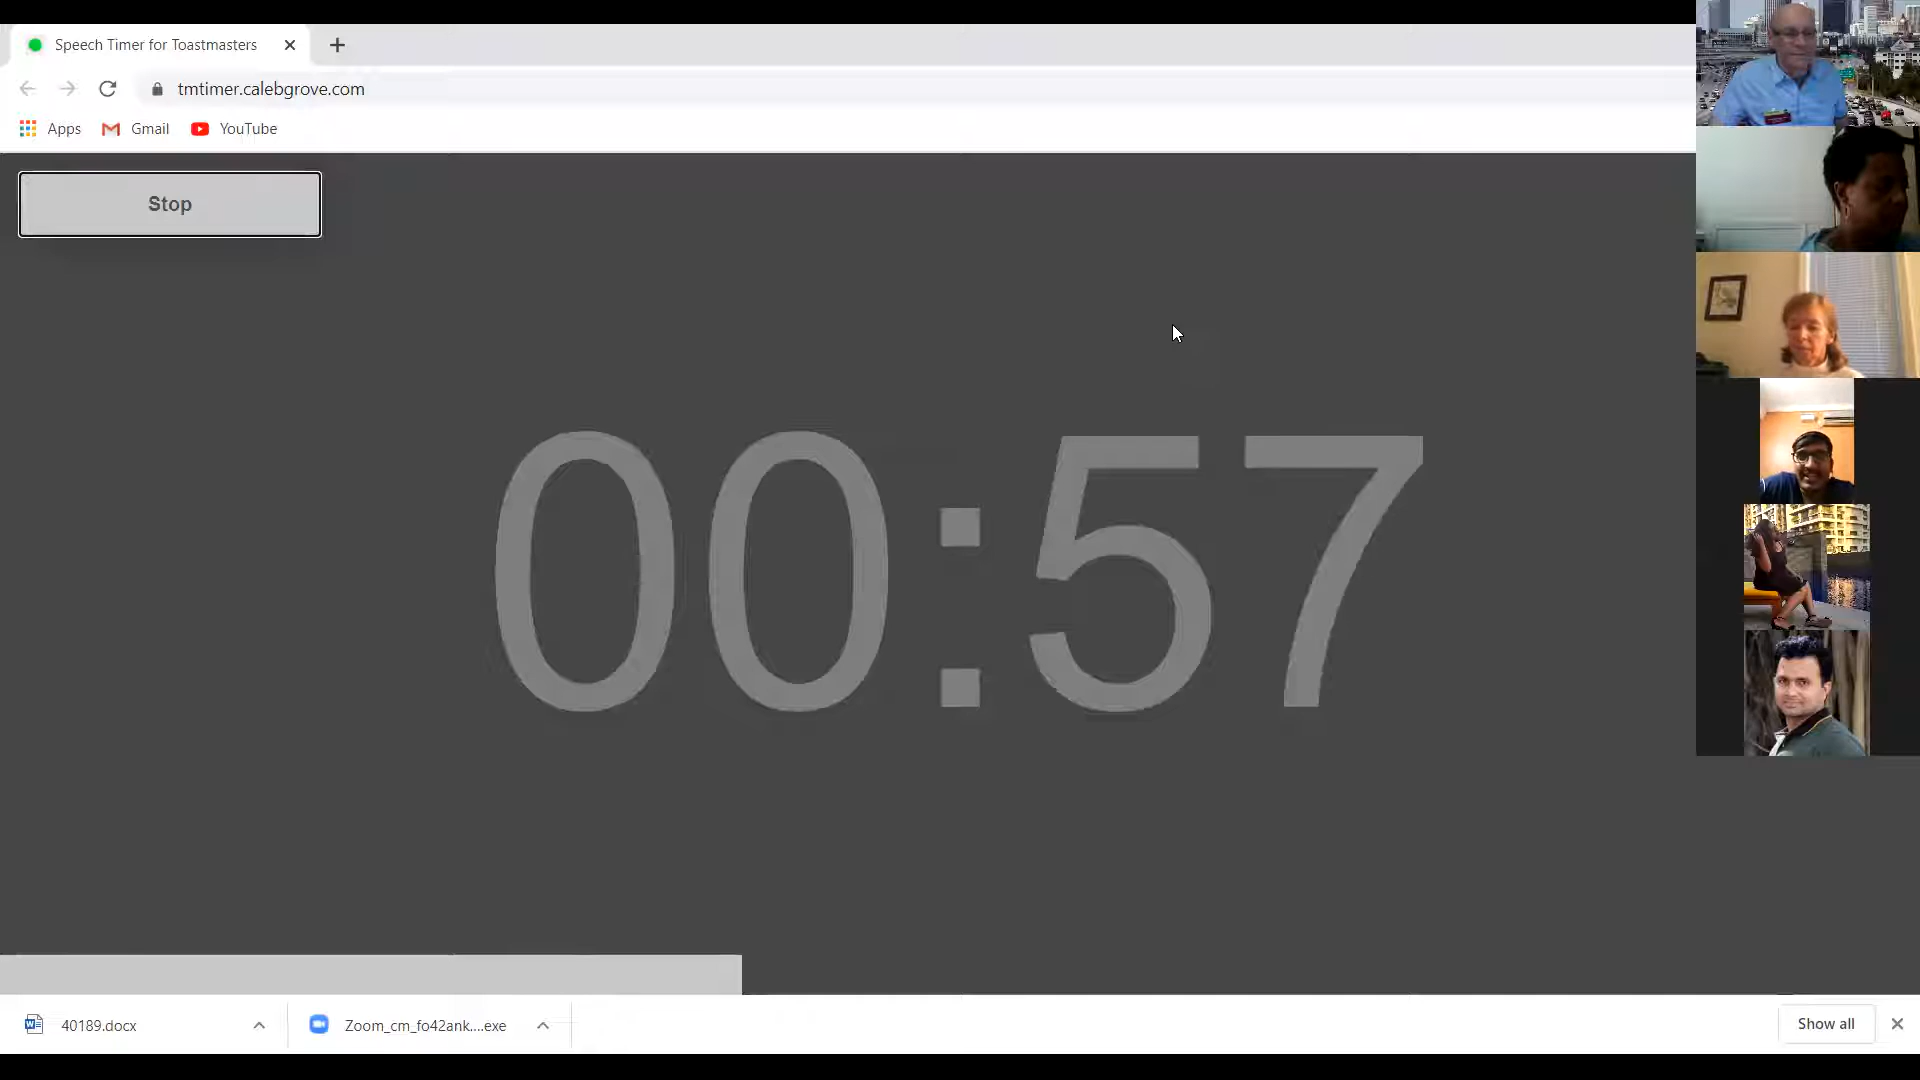 Speech Timer for Toastmasters
tmtimer.calebgrove.com
Apps Gmail YouTube
Stop
00:57
40189.docx Zoom_cm_fo42ank....exe Show all